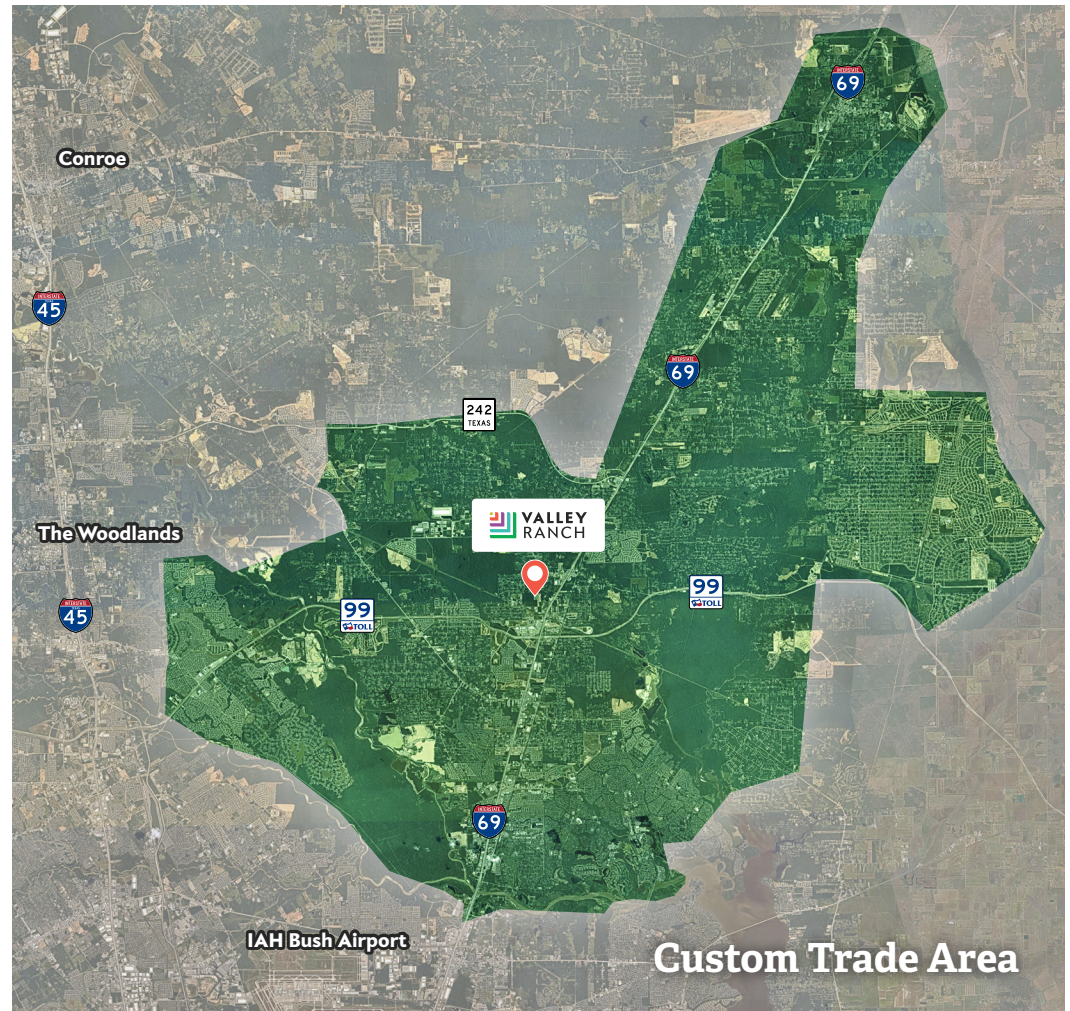 INTERSTATE
69
Conroe
INTERSTATE
45
INTERSTATE
69
242
TEXAS
VALLEY
RANCH
The Woodlands
99
TOLL
INTERSTATE
45
99
TOLL
INTERSTATE
69
IAH Bush Airport
Custom Trade Area